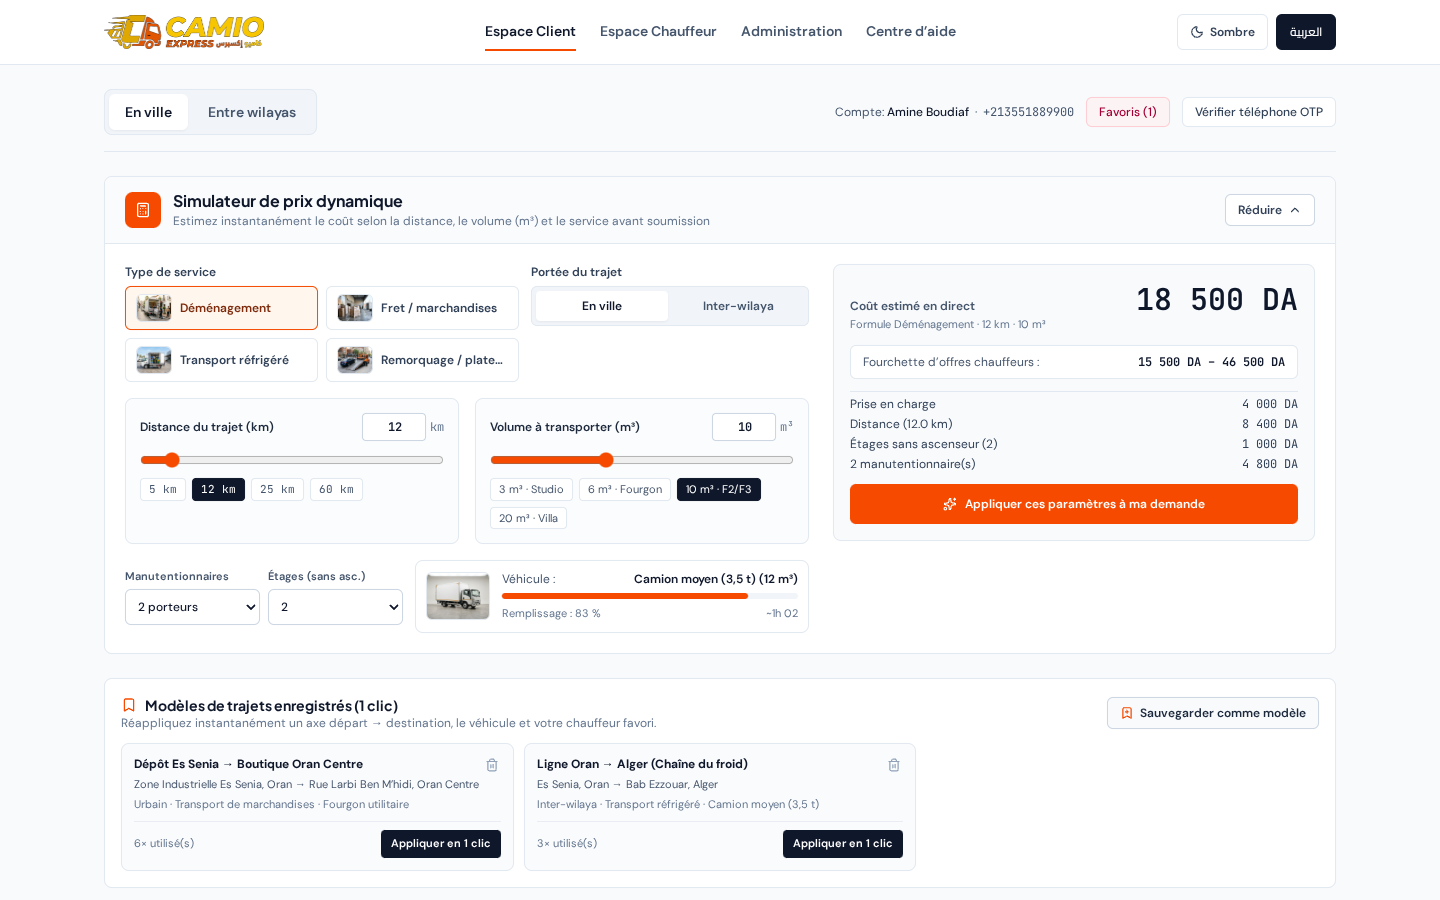 CAMIO
EXPRESS كاميو إكسبريس
Espace Client
Espace Chauffeur
Administration
Centre d’aide
Sombre
العربية
En ville
Entre wilayas
Compte: Amine Boudiaf · +213551889900
Favoris (1)
Vérifier téléphone OTP
Simulateur de prix dynamique
Estimez instantanément le coût selon la distance, le volume (m³) et le service avant soumission
Réduire
Type de service
Déménagement
Fret / marchandises
Transport réfrigéré
Remorquage / plate...
Portée du trajet
En ville
Inter-wilaya
Distance du trajet (km)
12 km
5 km
12 km
25 km
60 km
Volume à transporter (m³)
10 m³
3 m³ · Studio
6 m³ · Fourgon
10 m³ · F2/F3
20 m³ · Villa
Manutentionnaires
2 porteurs
Étages (sans asc.)
2
Véhicule :
Camion moyen (3,5 t) (12 m³)
Remplissage : 83 %
~1h 02
Coût estimé en direct
18 500 DA
Formule Déménagement · 12 km · 10 m³
Fourchette d’offres chauffeurs :
15 500 DA – 46 500 DA
Prise en charge
4 000 DA
Distance (12.0 km)
8 400 DA
Étages sans ascenseur (2)
1 000 DA
2 manutentionnaire(s)
4 800 DA
Appliquer ces paramètres à ma demande
Modèles de trajets enregistrés (1 clic)
Réappliquez instantanément un axe départ → destination, le véhicule et votre chauffeur favori.
Sauvegarder comme modèle
Dépôt Es Senia → Boutique Oran Centre
Zone Industrielle Es Senia, Oran → Rue Larbi Ben M’hidi, Oran Centre
Urbain · Transport de marchandises · Fourgon utilitaire
6× utilisé(s)
Appliquer en 1 clic
Ligne Oran → Alger (Chaîne du froid)
Es Senia, Oran → Bab Ezzouar, Alger
Inter-wilaya · Transport réfrigéré · Camion moyen (3,5 t)
3× utilisé(s)
Appliquer en 1 clic